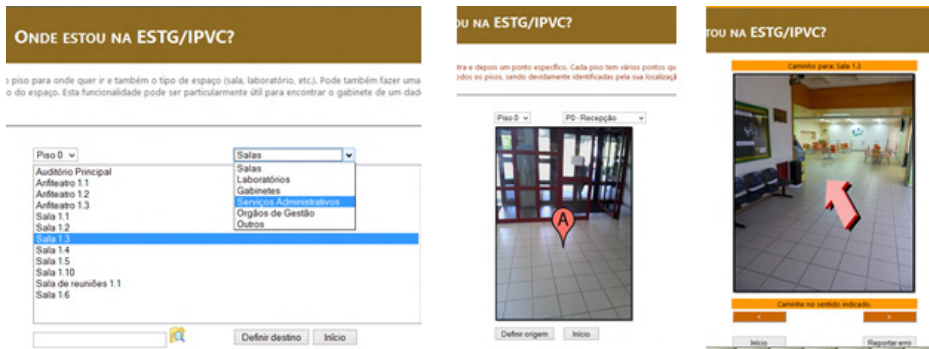 ONDE ESTOU NA ESTG/IPVC?
o piso para onde quer ir e também o tipo de espaço (sala, laboratório, etc.). Pode também fazer uma
o do espaço. Esta funcionalidade pode ser particularmente útil para encontrar o gabinete de um dad
Piso 0
Salas
Auditório Principal
Anfiteatro 1.1
Anfiteatro 1.2
Anfiteatro 1.3
Sala 1.1
Sala 1.2
Sala 1.3
Sala 1.4
Sala 1.5
Sala 1.10
Sala de reuniões 1.1
Sala 1.6
Salas
Laboratórios
Gabinetes
Serviços Administrativos
Orgãos de Gestão
Outros
Definir destino
Início
OU NA ESTG/IPVC?
tra e depois um ponto específico. Cada piso tem vários pontos qu
odos os pisos, sendo devidamente identificadas pela sua localizaçã
Piso 0
P0 - Recepção
A
Definir origem
Início
TOU NA ESTG/IPVC?
Caminho para: Sala 1.3
Caminhe no sentido indicado.
<
>
Início
Reportar erro